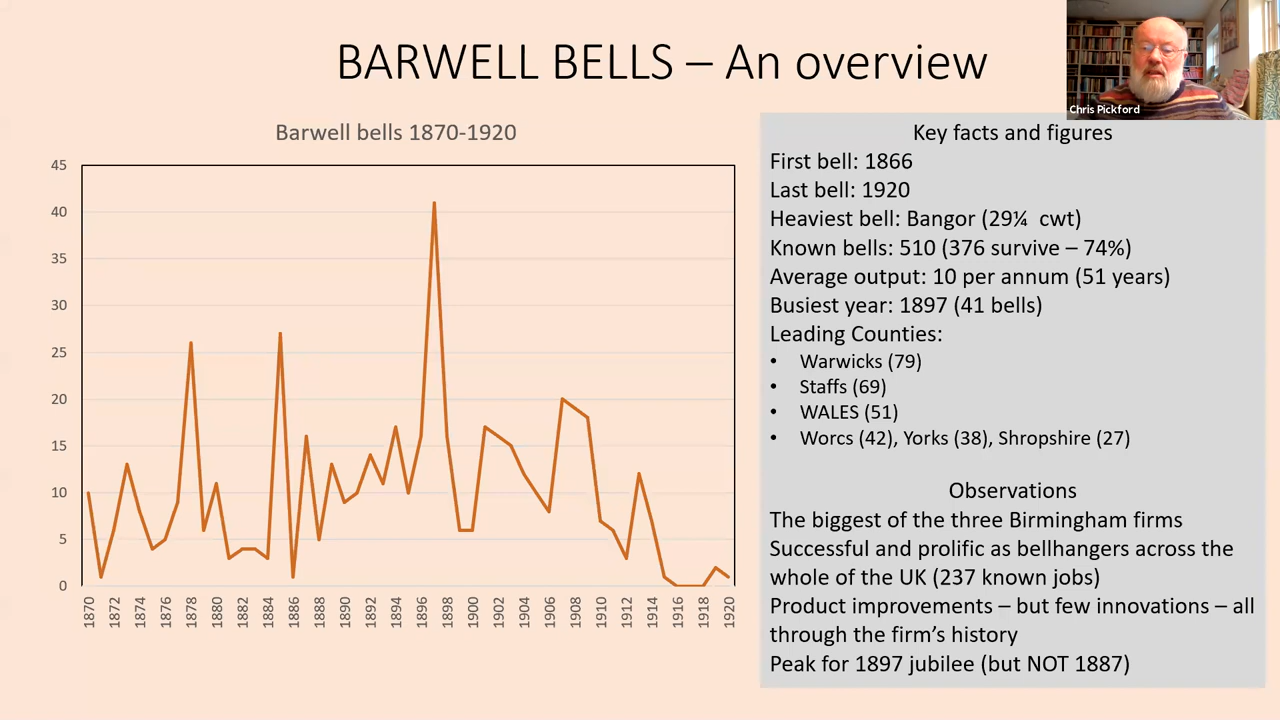 BARWELL BELLS – An overview
Chris Pickford
Barwell bells 1870-1920
45
40
35
30
25
20
15
10
5
0
1870
1872
1874
1876
1878
1880
1882
1884
1886
1888
1890
1892
1894
1896
1898
1900
1902
1904
1906
1908
1910
1912
1914
1916
1918
1920
Key facts and figures
First bell: 1866
Last bell: 1920
Heaviest bell: Bangor (29¼ cwt)
Known bells: 510 (376 survive – 74%)
Average output: 10 per annum (51 years)
Busiest year: 1897 (41 bells)
Leading Counties:
• Warwicks (79)
• Staffs (69)
• WALES (51)
• Worcs (42), Yorks (38), Shropshire (27)
Observations
The biggest of the three Birmingham firms
Successful and prolific as bellhangers across the
whole of the UK (237 known jobs)
Product improvements – but few innovations – all
through the firm’s history
Peak for 1897 jubilee (but NOT 1887)